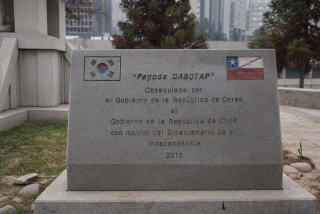 "Pagoda DABOTAP"
Obsequiada por
el Gobierno de la República de Corea
al
Gobierno de la República de Chile
con motivo del Bicentenario de su
Independencia
2010